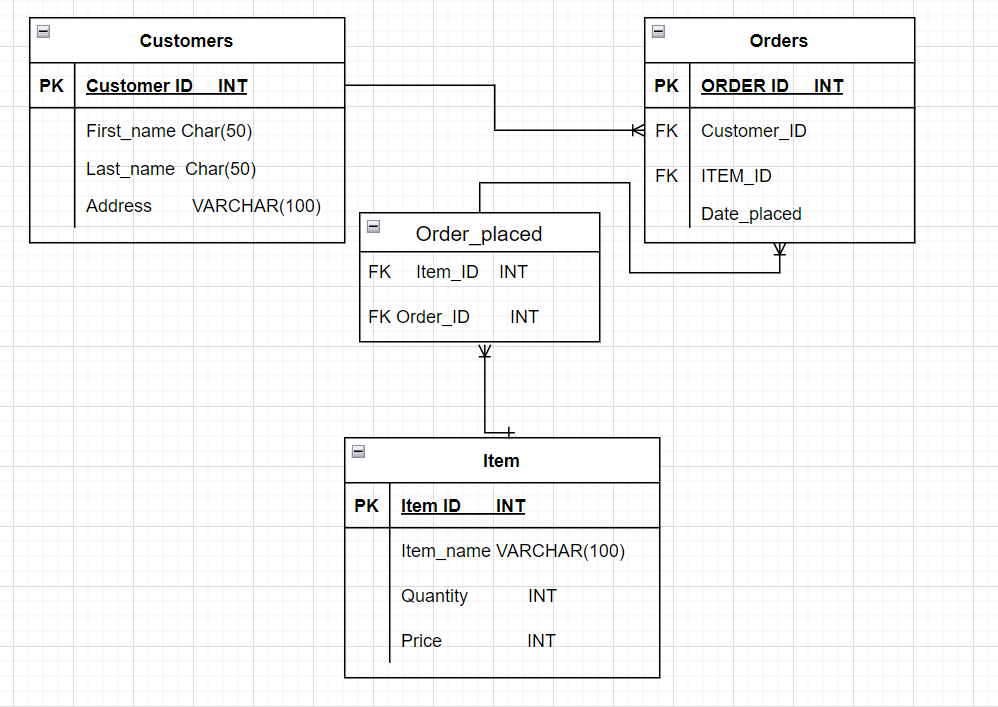 Customers
PK Customer ID INT
First_name Char(50)
Last_name Char(50)
Address VARCHAR(100)
Orders
PK ORDER ID INT
FK Customer_ID
FK ITEM_ID
Date_placed
Order_placed
FK Item_ID INT
FK Order_ID INT
Item
PK Item ID INT
Item_name VARCHAR(100)
Quantity INT
Price INT